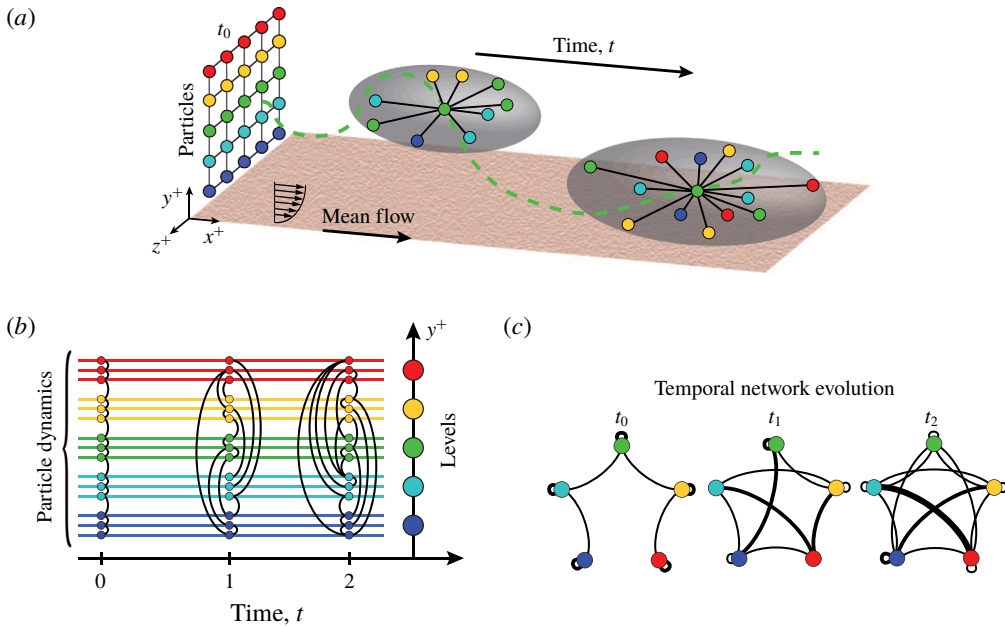 (a)
t0
Time, t
Particles
y+
z+
x+
Mean flow
(b)
y+
Particle dynamics
Levels
0
1
2
Time, t
(c)
Temporal network evolution
t0
t1
t2